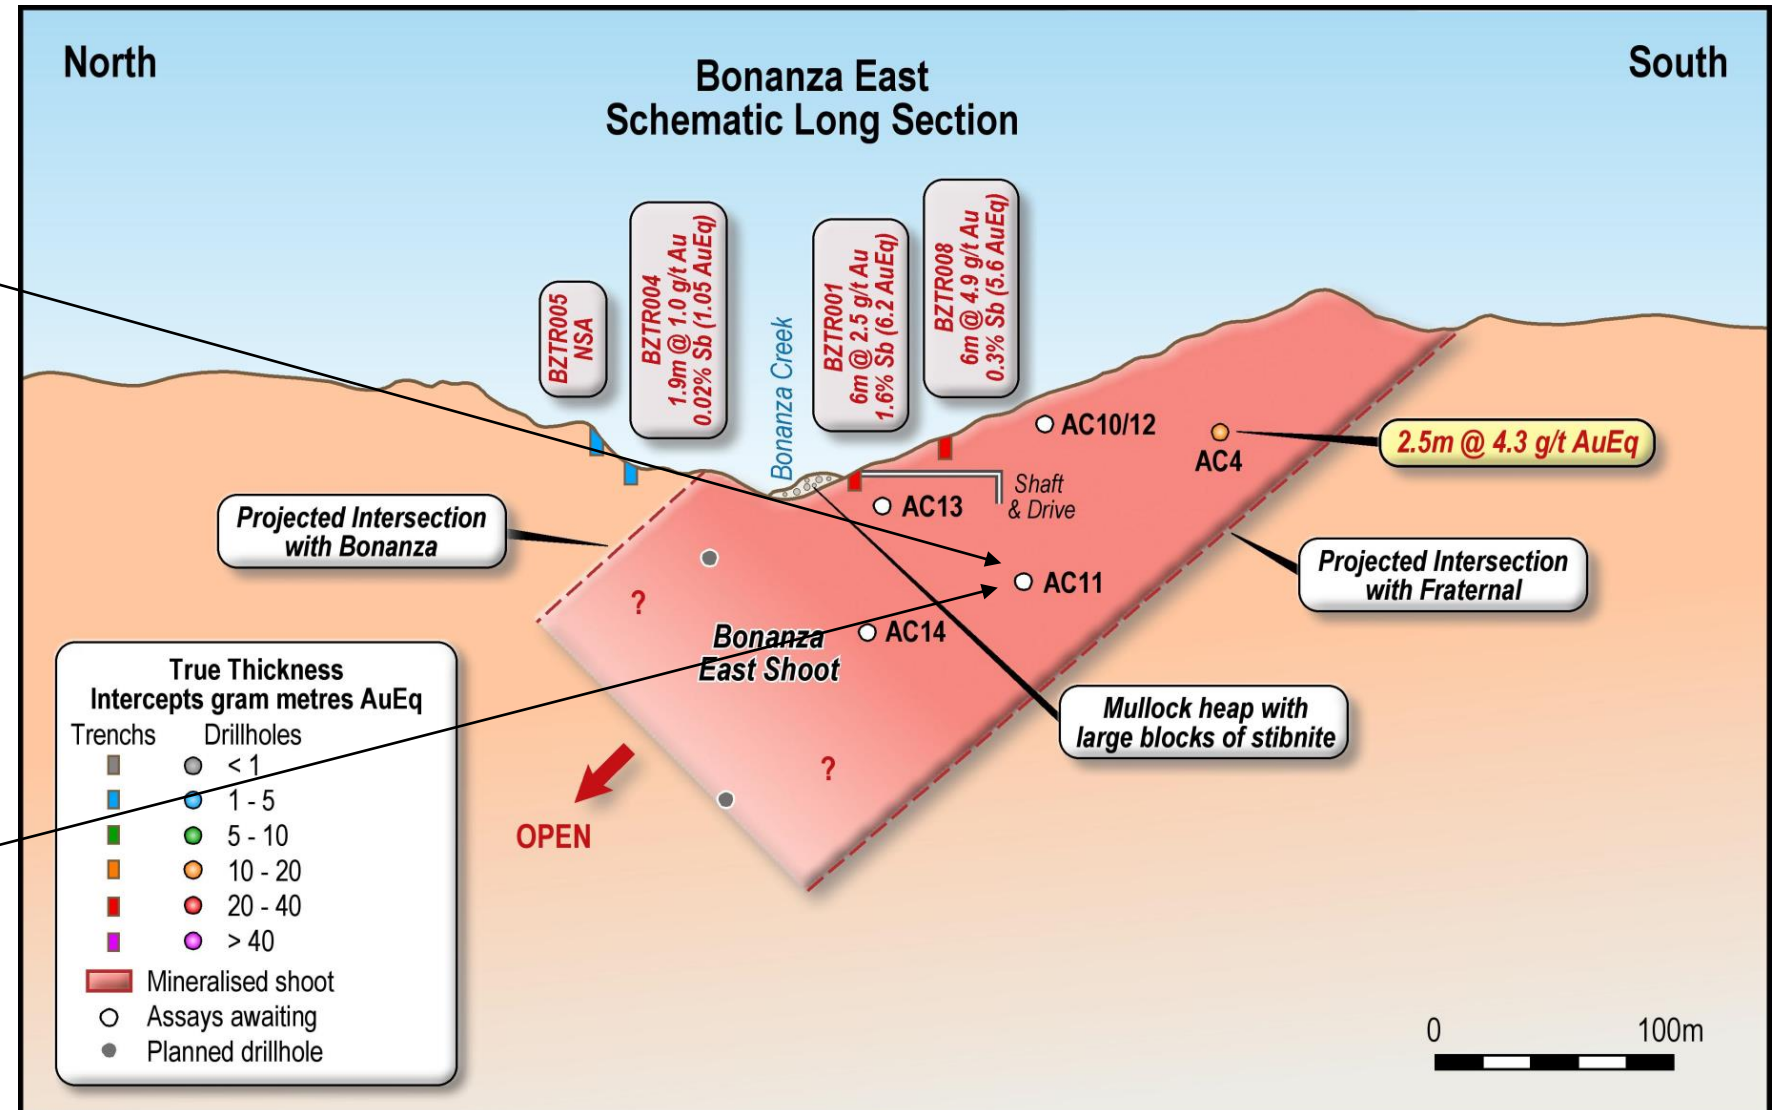 North
South
Bonanza East
Schematic Long Section
BZTR005
NSA
BZTR004
1.9m @ 1.0 g/t Au
0.02% Sb (1.05 AuEq)
Bonanza Creek
BZTR001
6m @ 2.5 g/t Au
1.6% Sb (6.2 AuEq)
BZTR008
6m @ 4.9 g/t Au
0.3% Sb (5.6 AuEq)
AC10/12
AC4
2.5m @ 4.3 g/t AuEq
Shaft
& Drive
AC13
Projected Intersection
with Bonanza
Projected Intersection
with Fraternal
AC11
?
AC14
Bonanza
East Shoot
Mullock heap with
large blocks of stibnite
?
OPEN
True Thickness
Intercepts gram metres AuEq
Trenchs Drillholes
< 1
1 - 5
5 - 10
10 - 20
20 - 40
> 40
Mineralised shoot
Assays awaiting
Planned drillhole
0 100m